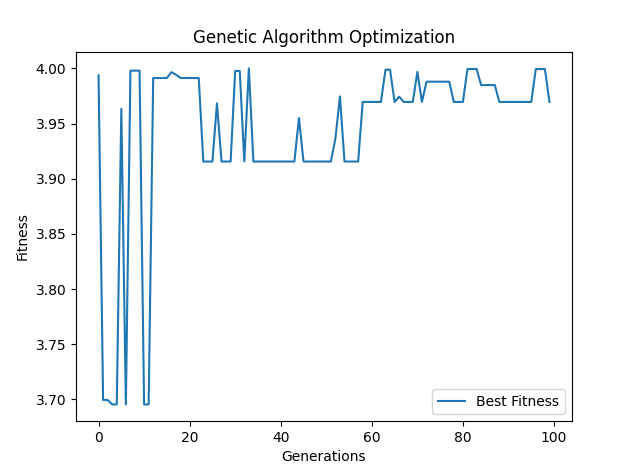 Genetic Algorithm Optimization
Fitness
4.00
3.95
3.90
3.85
3.80
3.75
3.70
Best Fitness
0 20 40 60 80 100
Generations